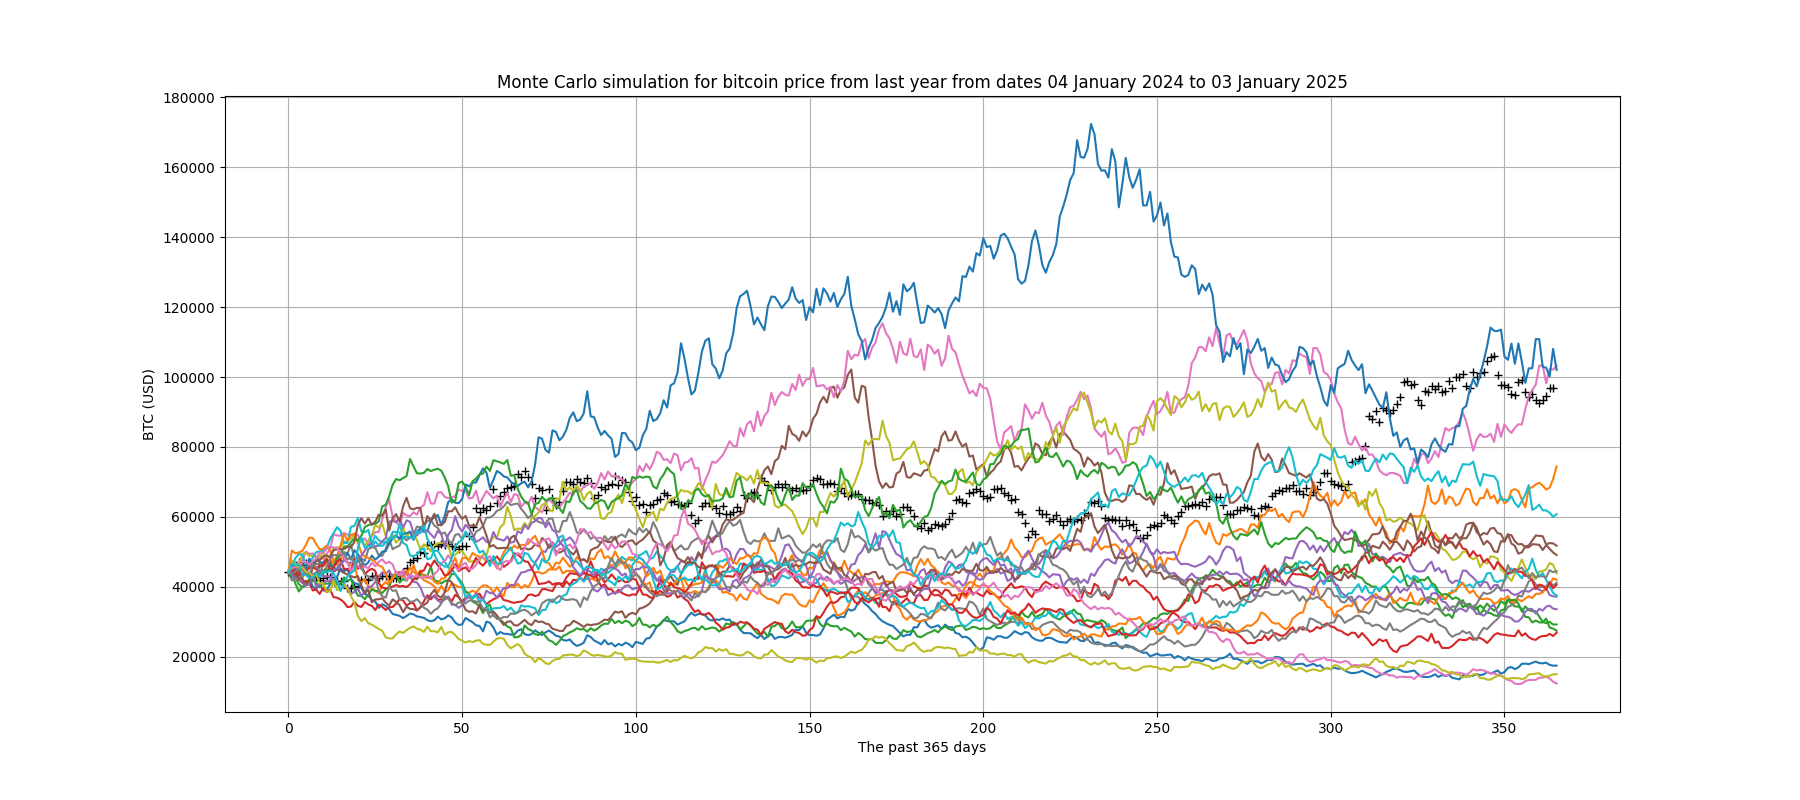 Monte Carlo simulation for bitcoin price from last year from dates 04 January 2024 to 03 January 2025
180000
160000
140000
120000
100000
80000
60000
40000
20000
BTC (USD)
0 50 100 150 200 250 300 350
The past 365 days